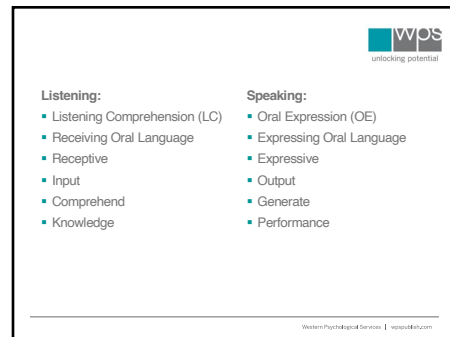 wps
unlocking potential
Listening:
▪ Listening Comprehension (LC)
▪ Receiving Oral Language
▪ Receptive
▪ Input
▪ Comprehend
▪ Knowledge
Speaking:
▪ Oral Expression (OE)
▪ Expressing Oral Language
▪ Expressive
▪ Output
▪ Generate
▪ Performance
Western Psychological Services | wpspublish.com